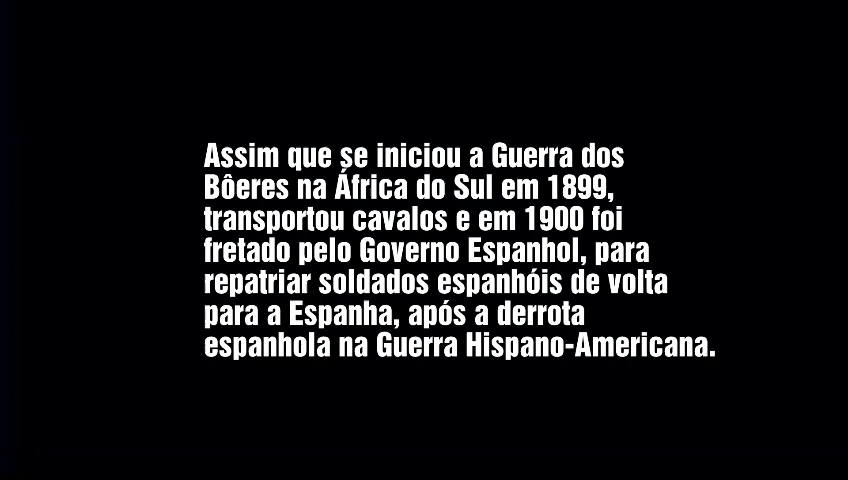 Assim que se iniciou a Guerra dos
Bôeres na África do Sul em 1899,
transportou cavalos e em 1900 foi
fretado pelo Governo Espanhol, para
repatriar soldados espanhóis de volta
para a Espanha, após a derrota
espanhola na Guerra Hispano-Americana.